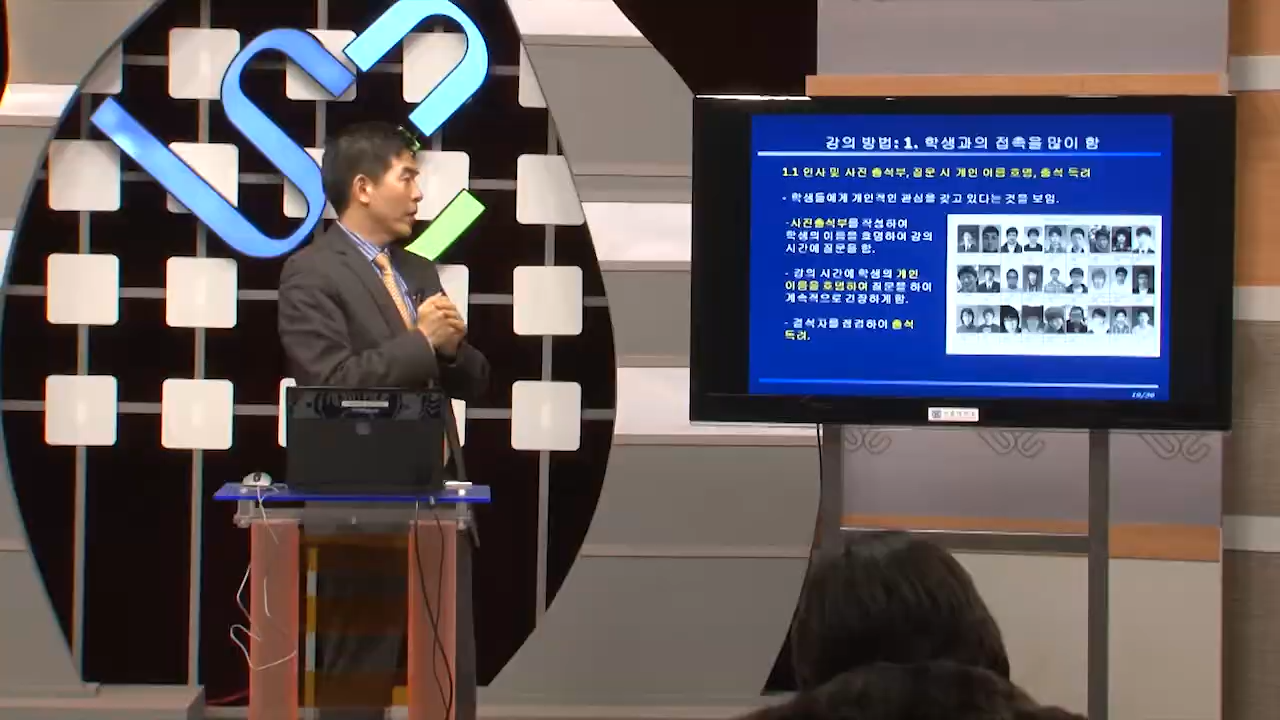 강의 방법: 1. 학생과의 접촉을 많이 함
1.1 인사 및 사진 출석부, 질문 시 개인 이름 호명, 출석 독려
- 학생들에게 개인적인 관심을 갖고 있다는 것을 보임.
-사진출석부를 작성하여
학생의 이름을 호명하여 강의
시간에 질문을 함.
- 강의 시간에 학생의 개인
이름을 호명하여 질문을 하여
계속적으로 긴장하게 함.
- 결석자를 점검하여 출석
독려.